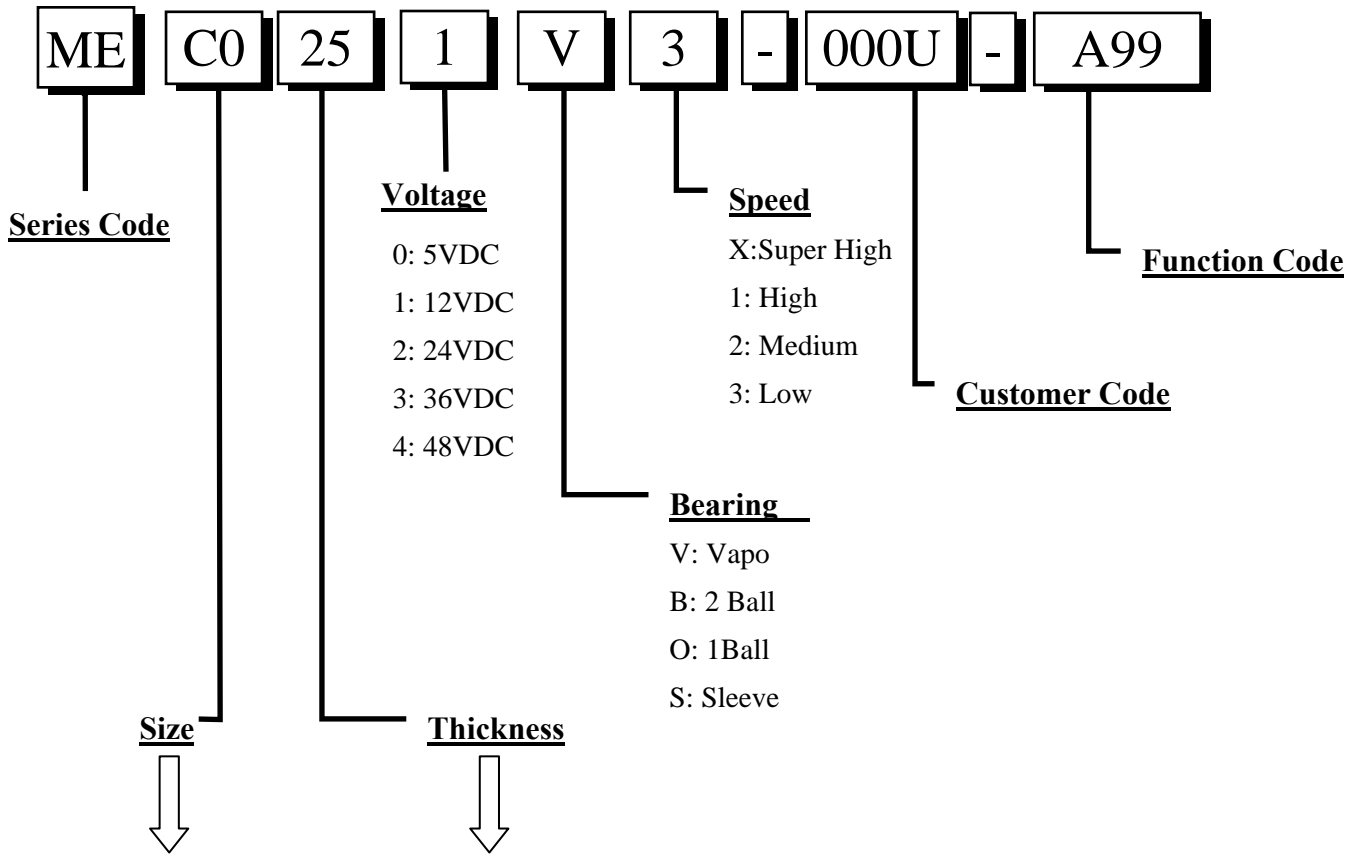 ME C0 25 1 V 3 - 000U - A99
Series Code
Voltage
0: 5VDC
1: 12VDC
2: 24VDC
3: 36VDC
4: 48VDC
Speed
X:Super High
1: High
2: Medium
3: Low
Function Code
Customer Code
Bearing
V: Vapo
B: 2 Ball
O: 1Ball
S: Sleeve
Size
Thickness